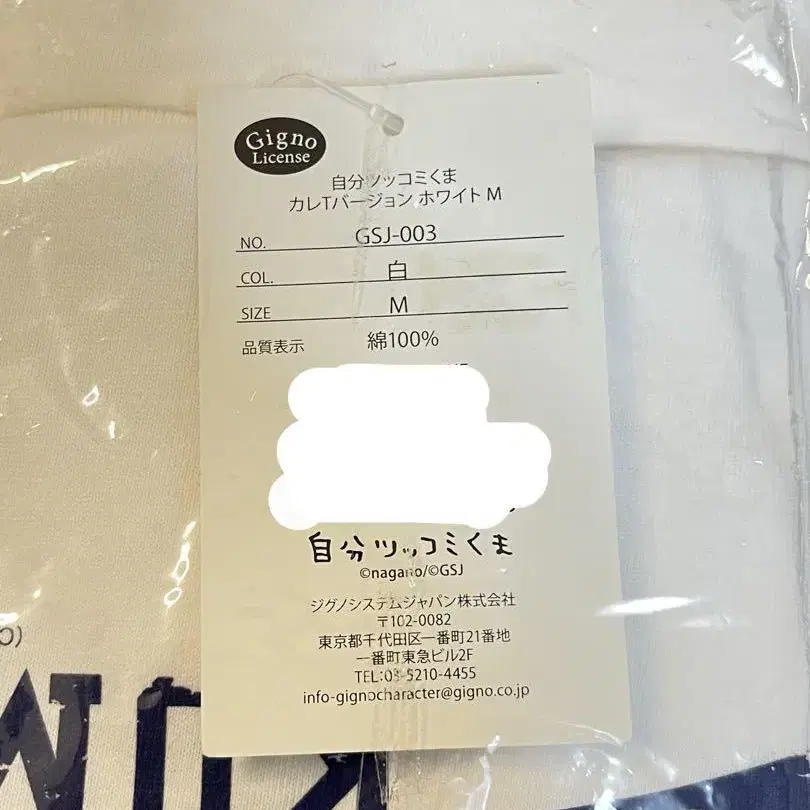 Gigno
License
自分ツッコミくま
カレTバージョン ホワイト M
NO. GSJ-003
COL. 白
SIZE M
品質表示 綿100%
自分ツッコミくま
©nagano/©GSJ
ジグノシステムジャパン株式会社
〒102-0082
東京都千代田区一番町21番地
一番町東急ビル2F
TEL:03-5210-4455
info-gignocharacter@gigno.co.jp